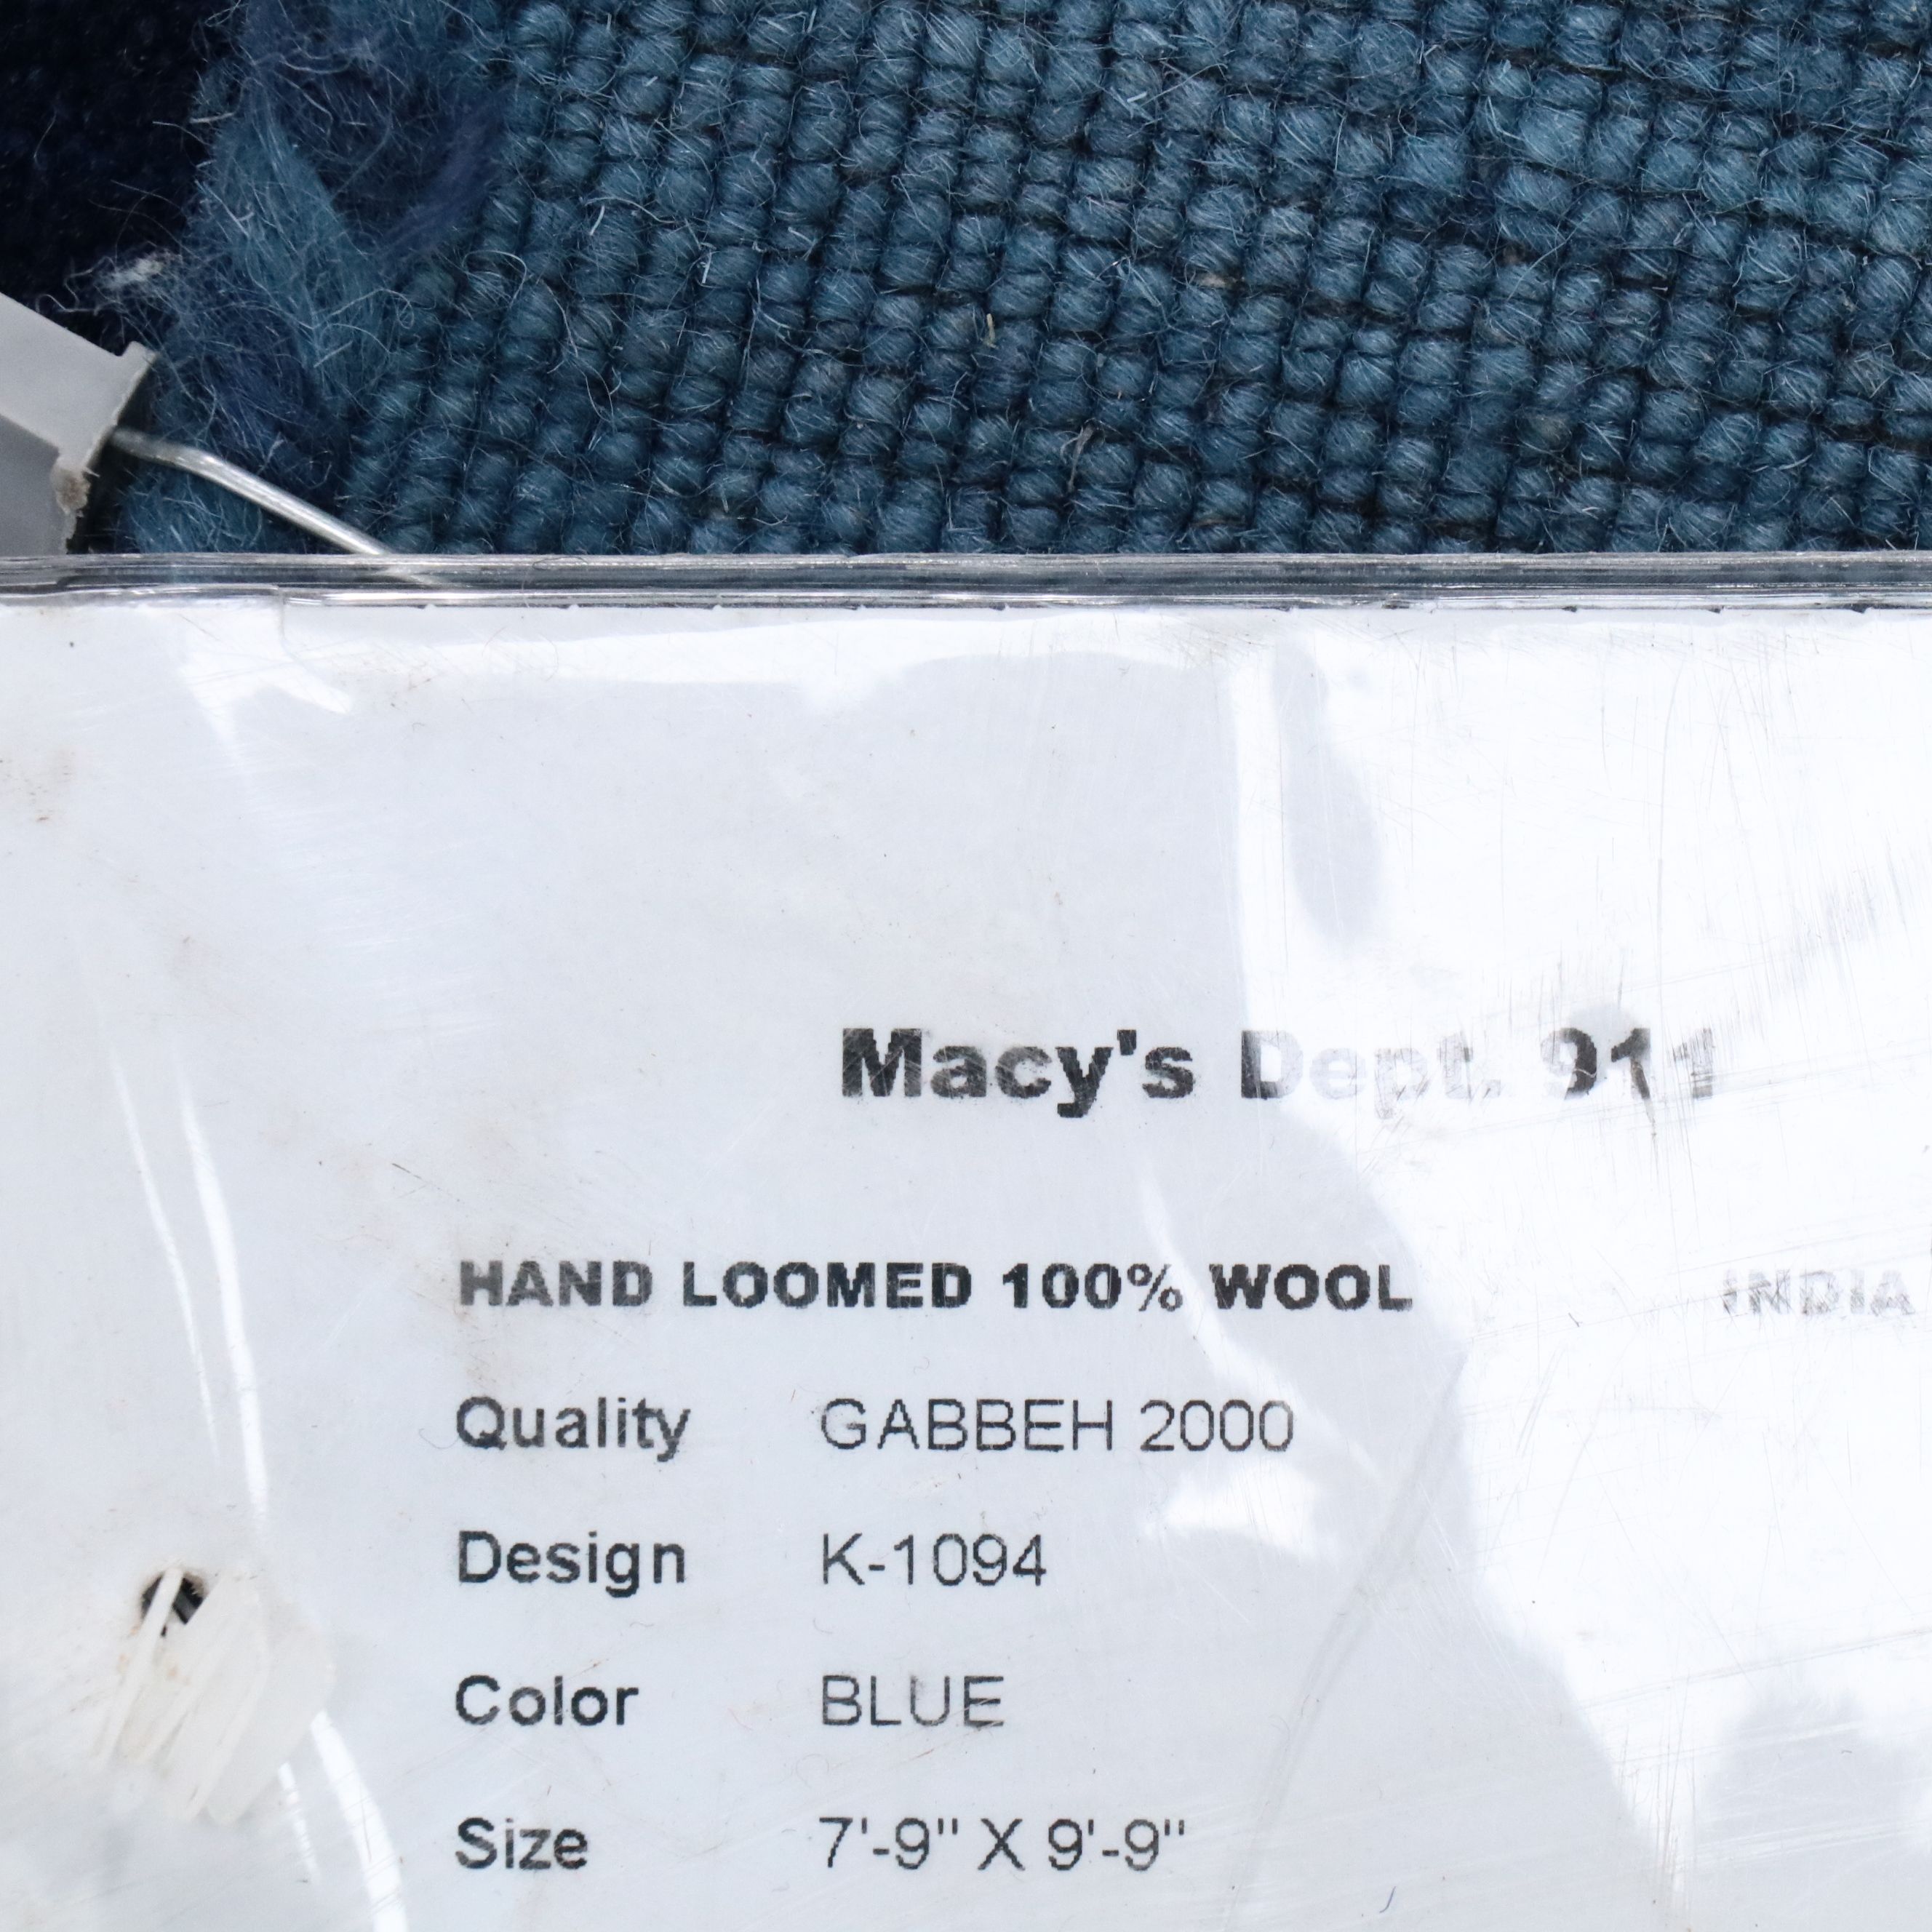 Macy's Dept. 911
HAND LOOMED 100% WOOL INDIA
Quality GABBEH 2000
Design K-1094
Color BLUE
Size 7'-9" X 9'-9"